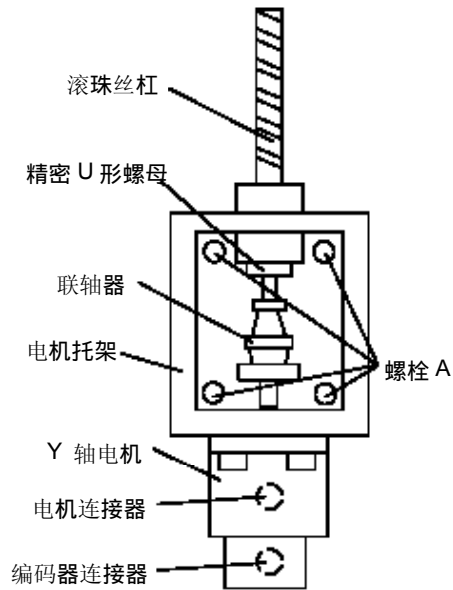 滚珠丝杠
精密 U 形螺母
联轴器
电机托架
螺栓 A
Y 轴电机
电机连接器
编码器连接器